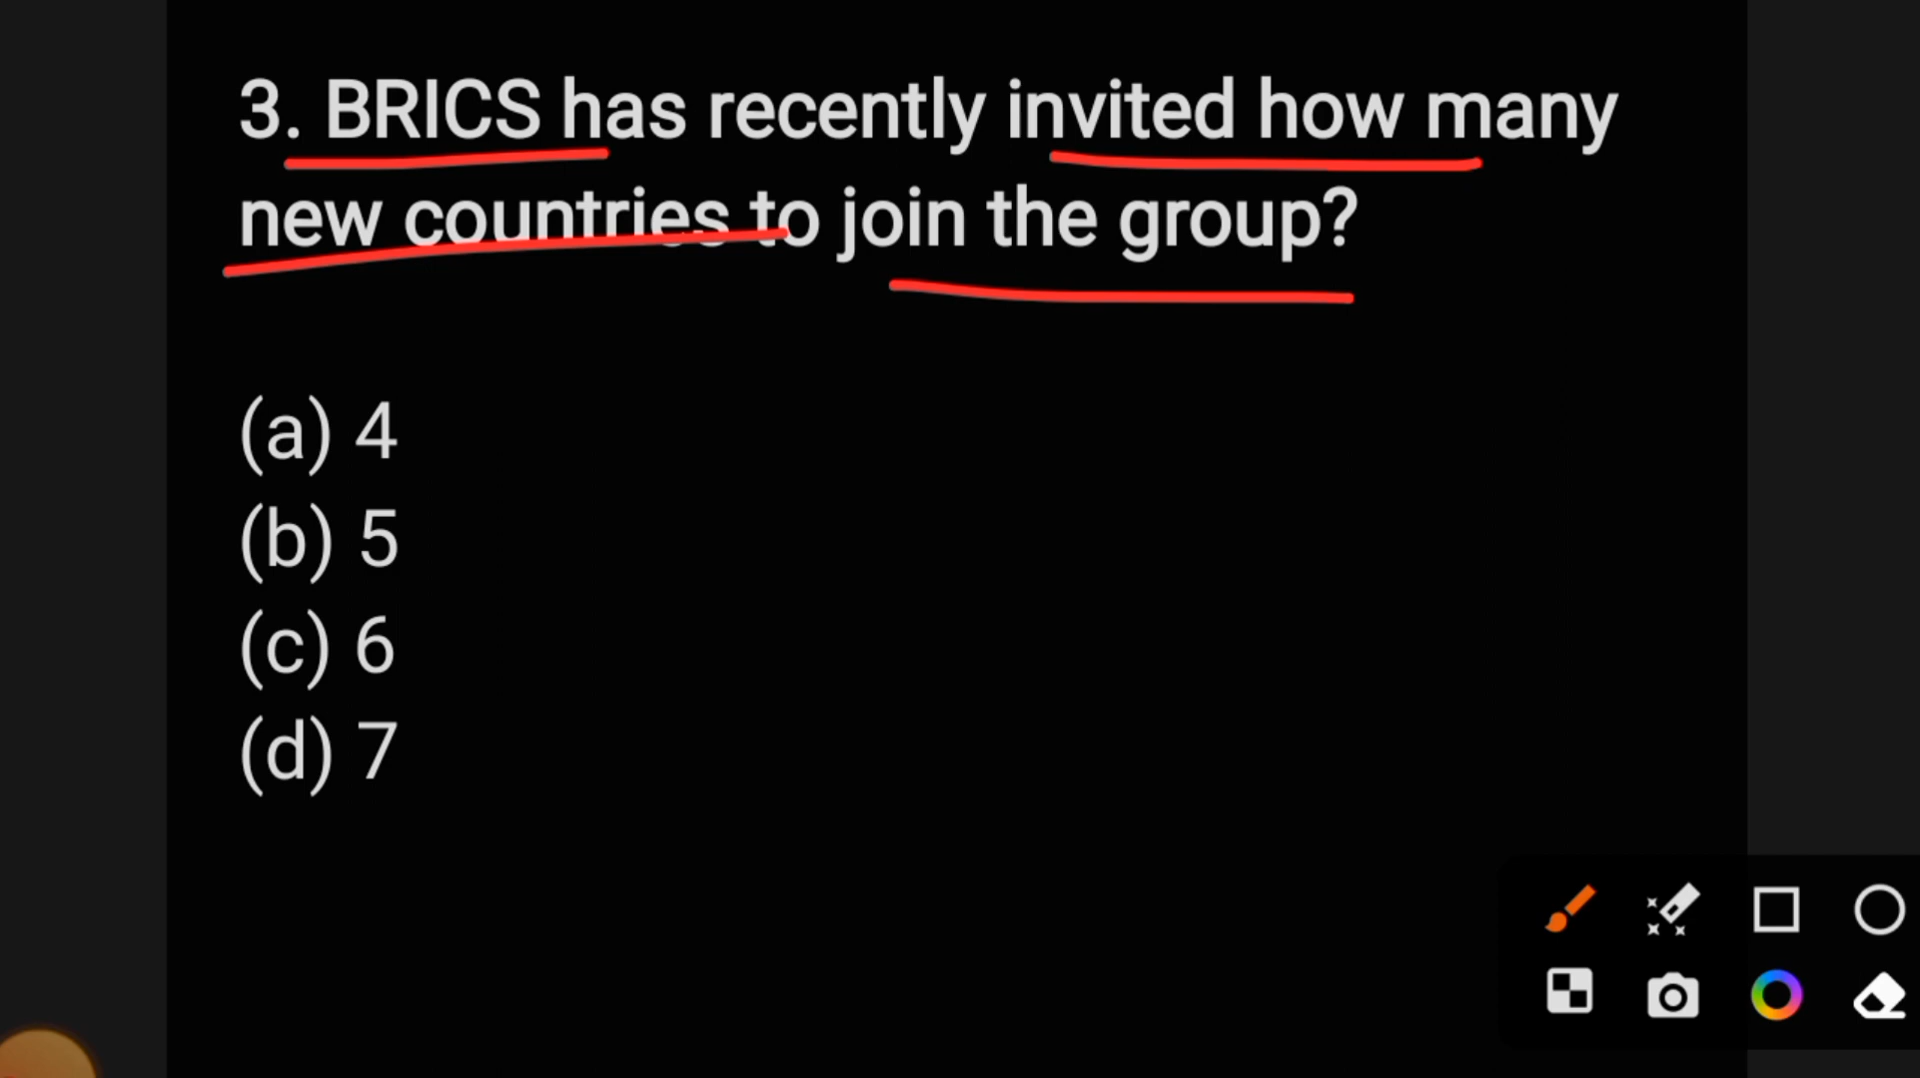 3. BRICS has recently invited how many
new countries to join the group?
(a) 4
(b) 5
(c) 6
(d) 7